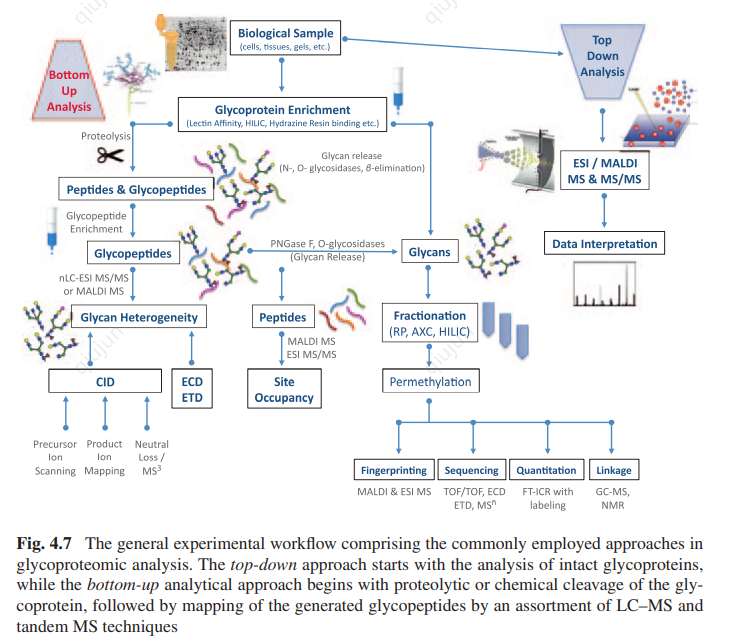 Biological Sample
(cells, tissues, gels, etc.)
Bottom
Up
Analysis
Top
Down
Analysis
Glycoprotein Enrichment
(Lectin Affinity, HILIC, Hydrazine Resin binding etc.)
Proteolysis
Glycan release
(N-, O- glycosidases, β-elimination)
ESI / MALDI
MS & MS/MS
Peptides & Glycopeptides
Glycopeptide
Enrichment
Glycopeptides
PNGase F, O-glycosidases
(Glycan Release)
Glycans
Data Interpretation
nLC-ESI MS/MS
or MALDI MS
Glycan Heterogeneity
Peptides
Fractionation
(RP, AXC, HILIC)
MALDI MS
ESI MS/MS
CID
ECD
ETD
Site
Occupancy
Permethylation
Precursor
Ion
Scanning
Product
Ion
Mapping
Neutral
Loss /
MS³
Fingerprinting
Sequencing
Quantitation
Linkage
MALDI & ESI MS
TOF/TOF, ECD
ETD, MSⁿ
FT-ICR with
labeling
GC-MS,
NMR
Fig. 4.7 The general experimental workflow comprising the commonly employed approaches in
glycoproteomic analysis. The top-down approach starts with the analysis of intact glycoproteins,
while the bottom-up analytical approach begins with proteolytic or chemical cleavage of the gly-
coprotein, followed by mapping of the generated glycopeptides by an assortment of LC–MS and
tandem MS techniques